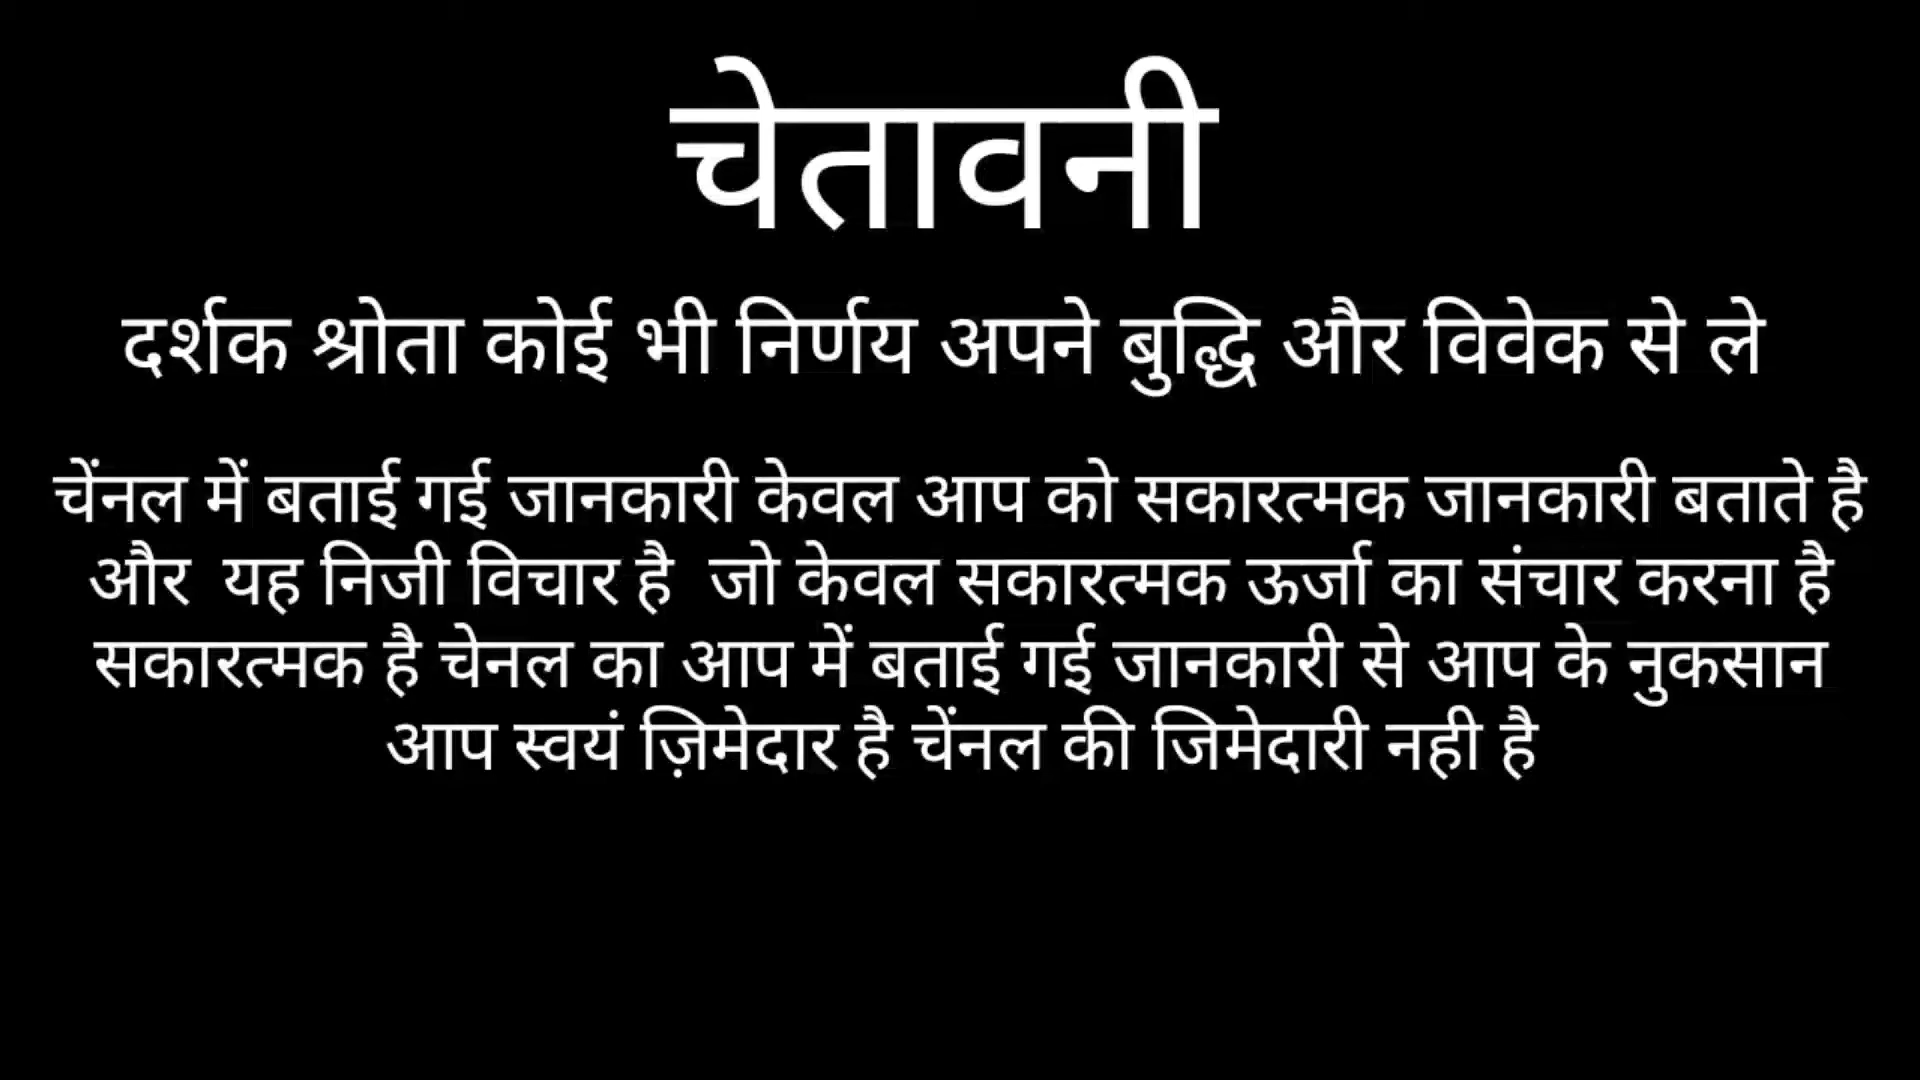 चेतावनी
दर्शक श्रोता कोई भी निर्णय अपने बुद्धि और विवेक से ले
चेंनल में बताई गई जानकारी केवल आप को सकारत्मक जानकारी बताते है
और यह निजी विचार है जो केवल सकारत्मक ऊर्जा का संचार करना है
सकारत्मक है चेनल का आप में बताई गई जानकारी से आप के नुकसान
आप स्वयं ज़िमेदार है चेंनल की जिमेदारी नही है